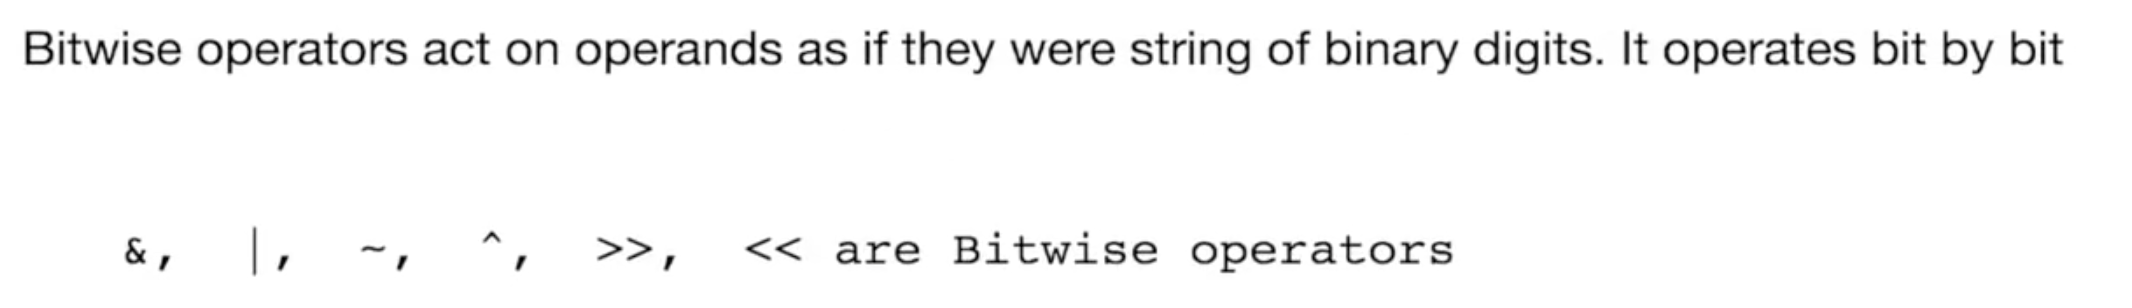 Bitwise operators act on operands as if they were string of binary digits. It operates bit by bit
&, |, ~, ^, >>, << are Bitwise operators